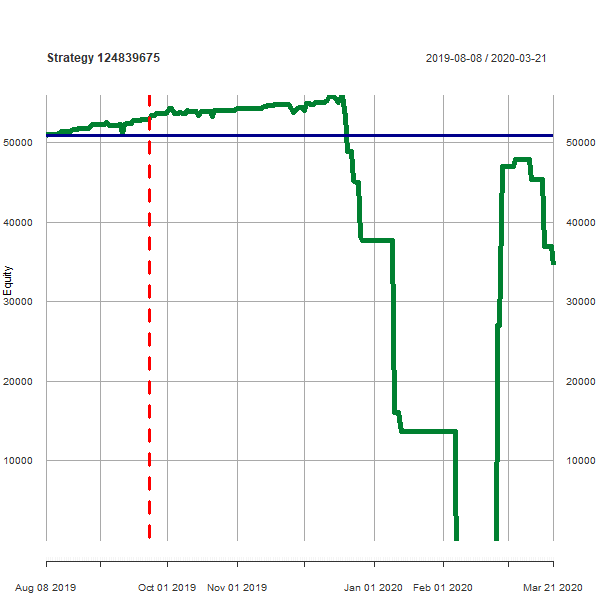 Strategy 124839675
2019-08-08 / 2020-03-21
Equity
50000
40000
30000
20000
10000
50000
40000
30000
20000
10000
Aug 08 2019
Oct 01 2019
Nov 01 2019
Jan 01 2020
Feb 01 2020
Mar 21 2020